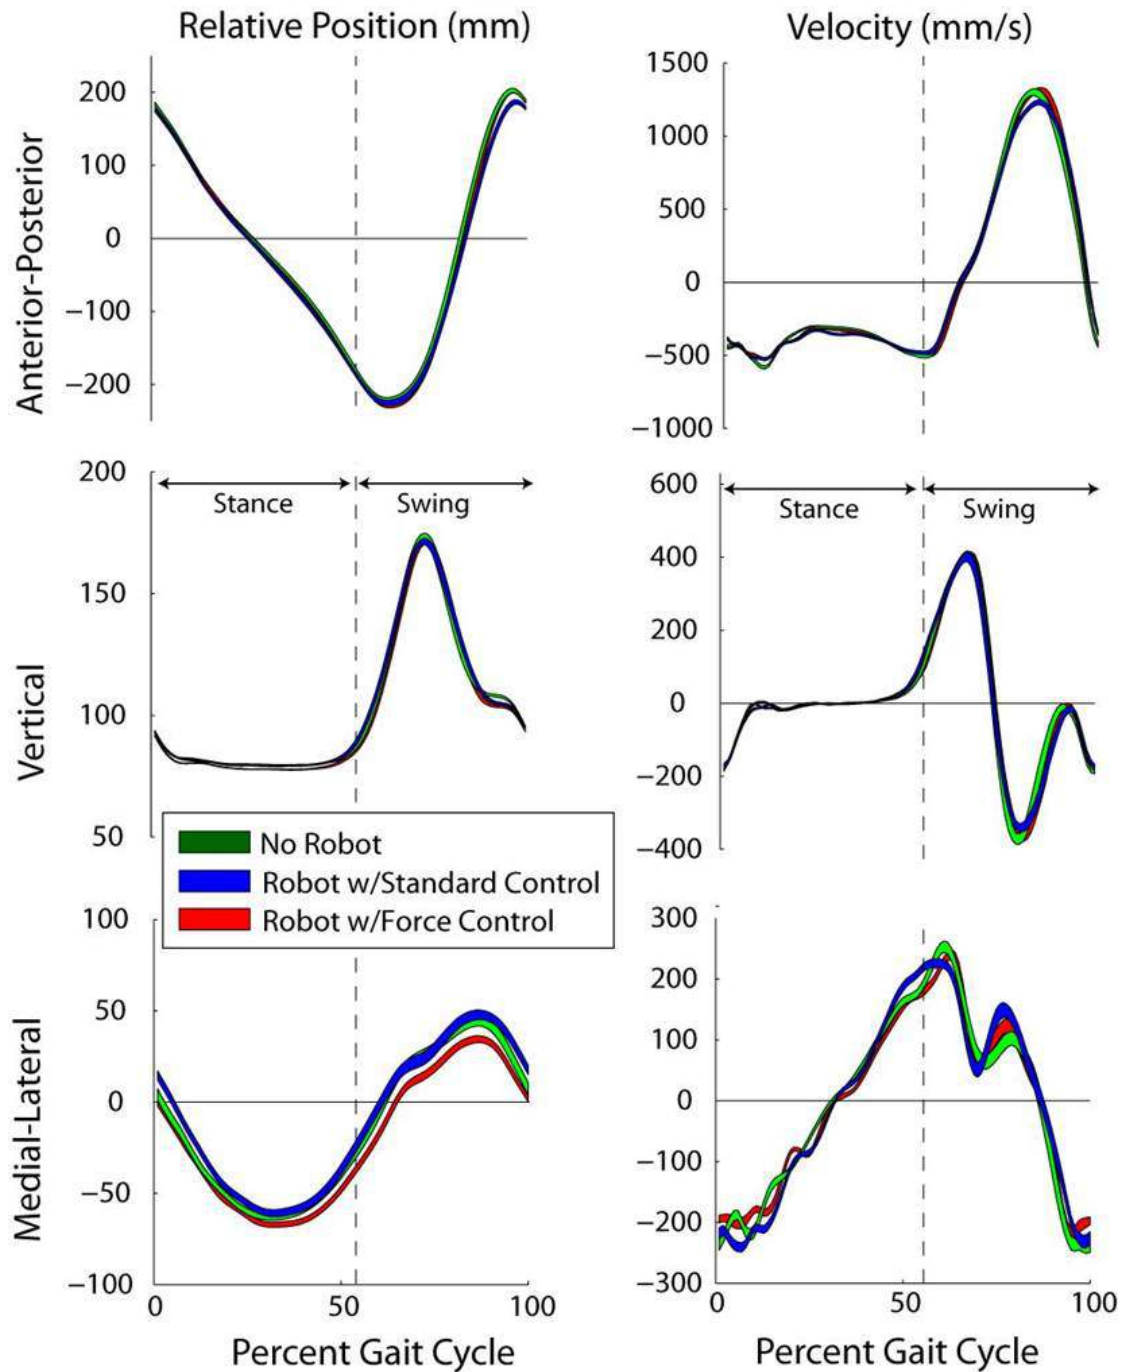 Relative Position (mm)
Velocity (mm/s)
Anterior-Posterior
200
100
0
−100
−200
1500
1000
500
0
−500
−1000
Vertical
200
150
100
50
Stance
Swing
600
400
200
0
−200
−400
Stance
Swing
No Robot
Robot w/Standard Control
Robot w/Force Control
Medial-Lateral
100
50
0
−50
−100
0
50
100
Percent Gait Cycle
300
200
100
0
−100
−200
−300
0
50
100
Percent Gait Cycle